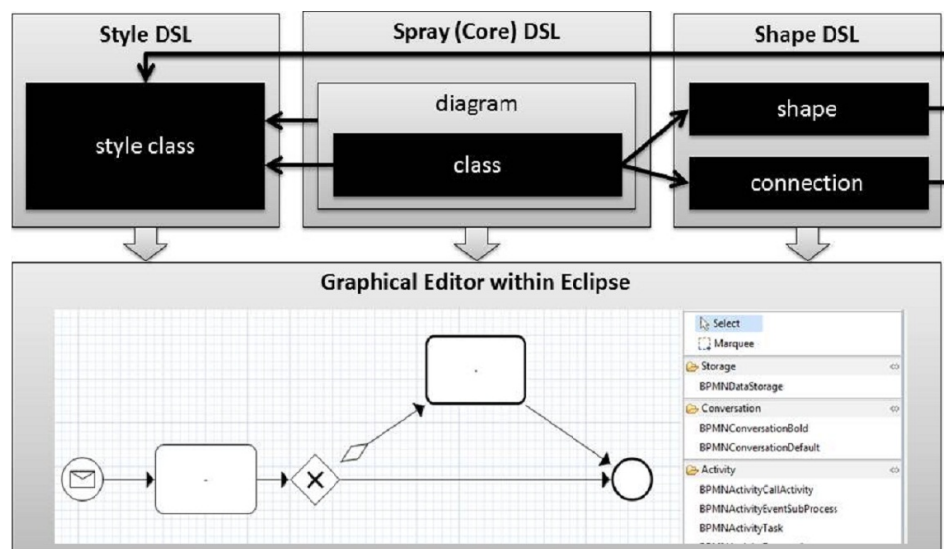 Style DSL
Spray (Core) DSL
Shape DSL
style class
diagram
class
shape
connection
Graphical Editor within Eclipse
Select
Marquee
Storage
BPMNDataStorage
Conversation
BPMNConversationBold
BPMNConversationDefault
Activity
BPMNActivityCallActivity
BPMNActivityEventSubProcess
BPMNActivityTask